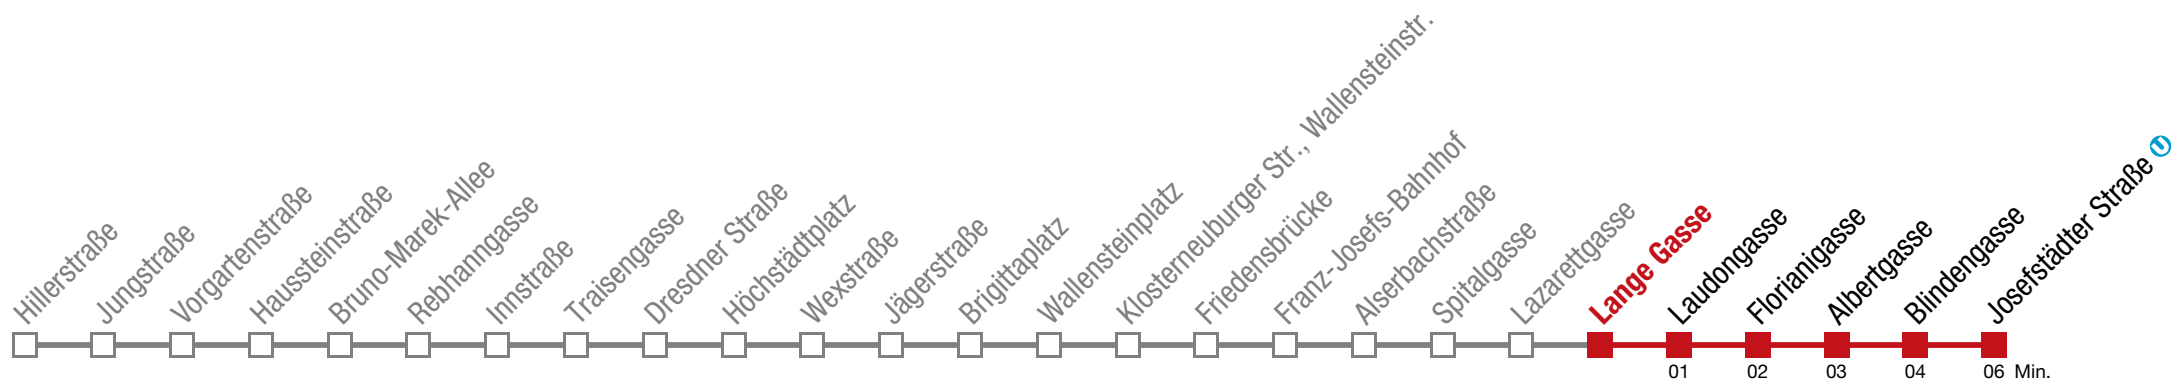 Hillerstraße
Jungstraße
Vorgartenstraße
Haussteinstraße
Bruno-Marek-Allee
Rebhanngasse
Innstraße
Traisengasse
Dresdner Straße
Höchstädtplatz
Wexstraße
Jägerstraße
Brigittaplatz
Wallensteinplatz
Klosterneuburger Str., Wallensteinstr.
Friedensbrücke
Franz-Josefs-Bahnhof
Alserbachstraße
Spitalgasse
Lazarettgasse
Lange Gasse
Laudongasse
Florianigasse
Albertgasse
Blindengasse
Josefstädter Straße U
01 02 03 04 06 Min.